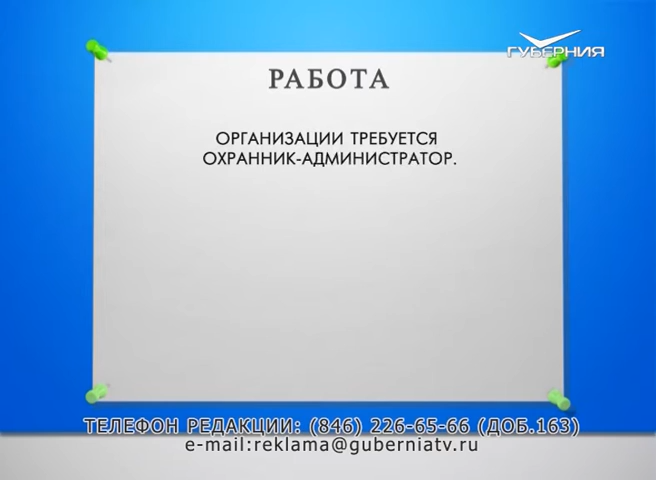 ГУБЕРНИЯ
РАБОТА
ОРГАНИЗАЦИИ ТРЕБУЕТСЯ
ОХРАННИК-АДМИНИСТРАТОР.
ТЕЛЕФОН РЕДАКЦИИ: (846) 226-65-66 (ДОБ.163)
e-mail:reklama@guberniatv.ru